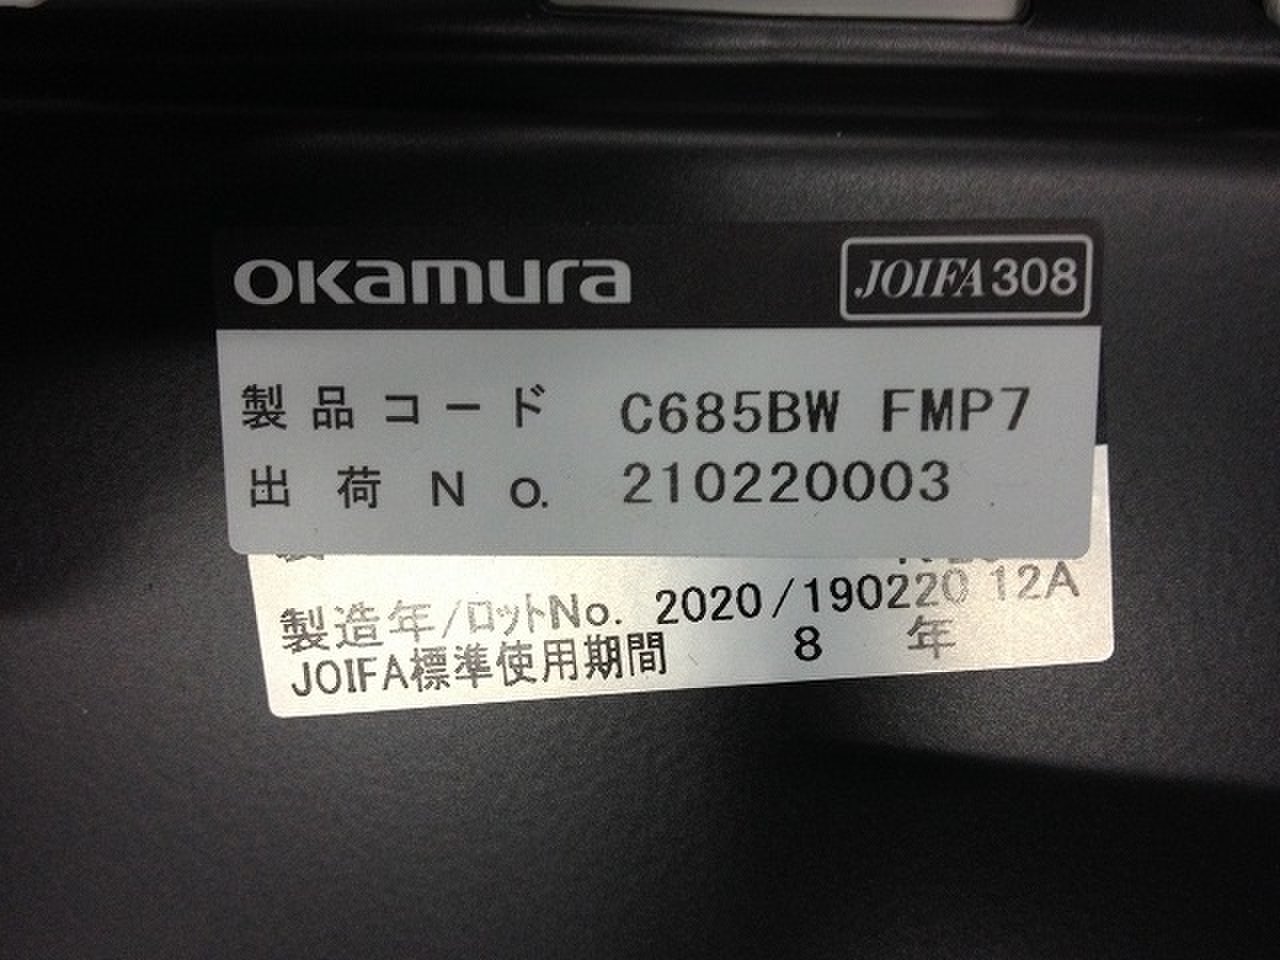 okamura
JOIFA308
製品コード C685BW FMP7
出荷No. 210220003
製造年/ロットNo. 2020/190220 12A
JOIFA標準使用期間 8 年